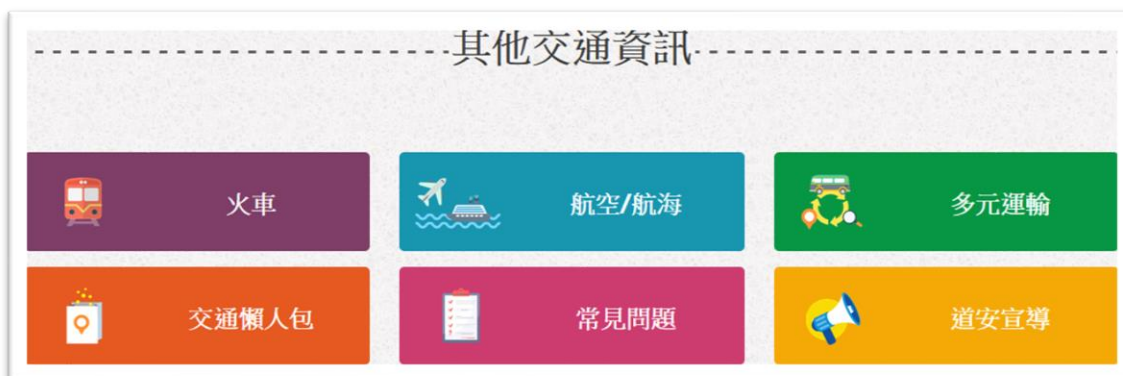 其他交通資訊
火車
航空/航海
多元運輸
交通懶人包
常見問題
道安宣導